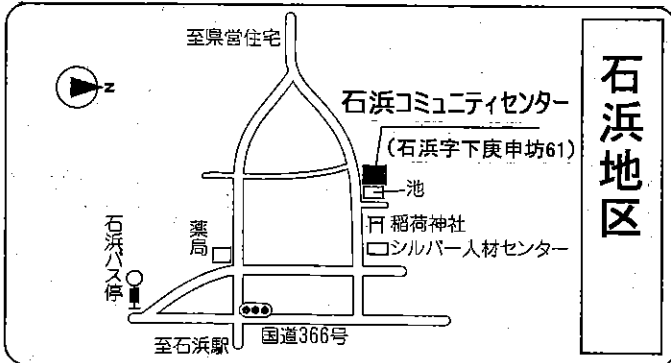 石浜地区
至県営住宅
N
石浜コミュニティセンター
(石浜字下庚申坊61)
池
稲荷神社
シルバー人材センター
薬局
石浜バス停
国道366号
至石浜駅